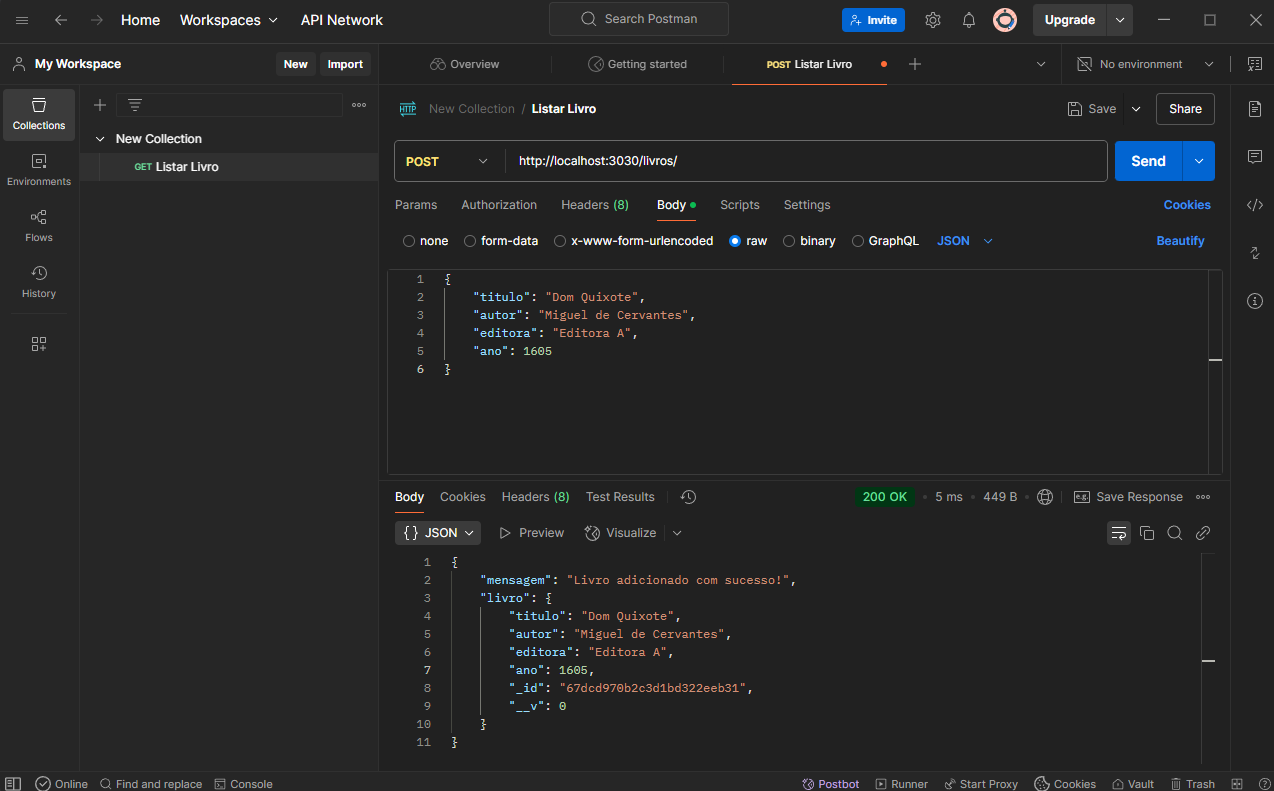 Home Workspaces API Network Search Postman Invite Upgrade
My Workspace New Import Overview Getting started POST Listar Livro No environment
Collections
Environments
Flows
History
New Collection
GET Listar Livro
HTTP New Collection / Listar Livro Save Share
POST http://localhost:3030/livros/ Send
Params Authorization Headers (8) Body Scripts Settings Cookies
none form-data x-www-form-urlencoded raw binary GraphQL JSON Beautify
1 {
2 "titulo": "Dom Quixote",
3 "autor": "Miguel de Cervantes",
4 "editora": "Editora A",
5 "ano": 1605
6 }
Body Cookies Headers (8) Test Results 200 OK • 5 ms • 449 B • e.g. Save Response
{} JSON Preview Visualize
1 {
2 "mensagem": "Livro adicionado com sucesso!",
3 "livro": {
4 "titulo": "Dom Quixote",
5 "autor": "Miguel de Cervantes",
6 "editora": "Editora A",
7 "ano": 1605,
8 "_id": "67dcd970b2c3d1bd322eeb31",
9 "__v": 0
10 }
11 }
Online Find and replace Console Postbot Runner Start Proxy Cookies Vault Trash